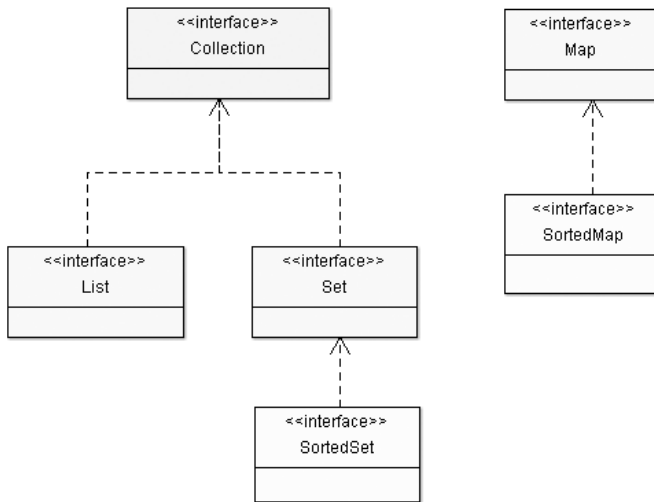 <<interface>>
Collection
<<interface>>
Map
<<interface>>
List
<<interface>>
Set
<<interface>>
SortedMap
<<interface>>
SortedSet